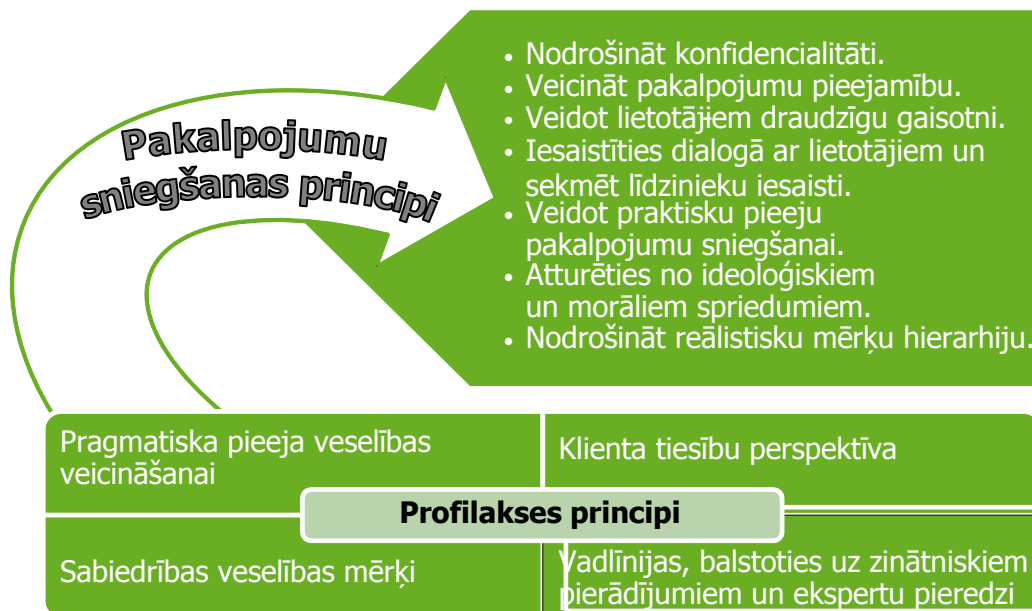 Pakalpojumu
sniegšanas principi
• Nodrošināt konfidencialitāti.
• Veicināt pakalpojumu pieejamību.
• Veidot lietotājiem draudzīgu gaisotni.
• Iesaistīties dialogā ar lietotājiem un
sekmēt līdzinieku iesaisti.
• Veidot praktisku pieeju
pakalpojumu sniegšanai.
• Atturēties no ideoloģiskiem
un morāliem spriedumiem.
• Nodrošināt reālistisku mērķu hierarhiju.
Pragmatiska pieeja veselības
veicināšanai
Klienta tiesību perspektīva
Profilakses principi
Sabiedrības veselības mērķi
Vadlīnijas, balstoties uz zinātniskiem
pierādījumiem un ekspertu pieredzi